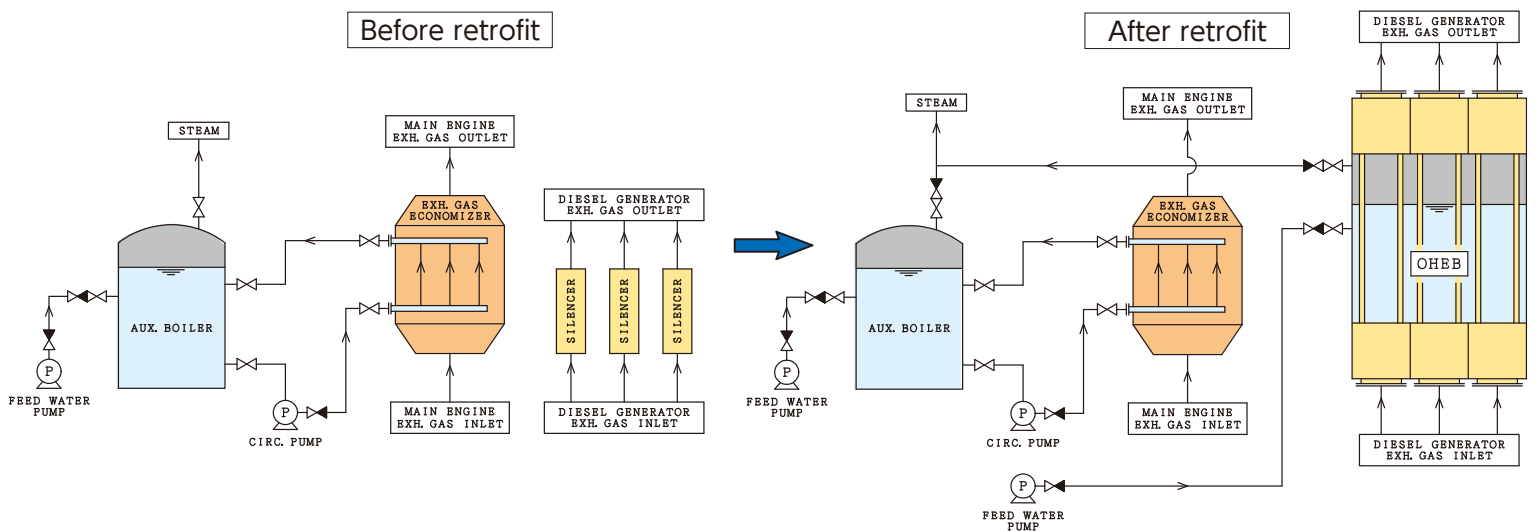 Before retrofit
STEAM
MAIN ENGINE
EXH. GAS OUTLET
EXH. GAS
ECONOMIZER
DIESEL GENERATOR
EXH. GAS OUTLET
SILENCER
SILENCER
SILENCER
AUX. BOILER
P
FEED WATER
PUMP
P
CIRC. PUMP
MAIN ENGINE
EXH. GAS INLET
DIESEL GENERATOR
EXH. GAS INLET
After retrofit
DIESEL GENERATOR
EXH. GAS OUTLET
STEAM
MAIN ENGINE
EXH. GAS OUTLET
EXH. GAS
ECONOMIZER
OHEB
AUX. BOILER
P
FEED WATER
PUMP
P
CIRC. PUMP
MAIN ENGINE
EXH. GAS INLET
DIESEL GENERATOR
EXH. GAS INLET
P
FEED WATER
PUMP